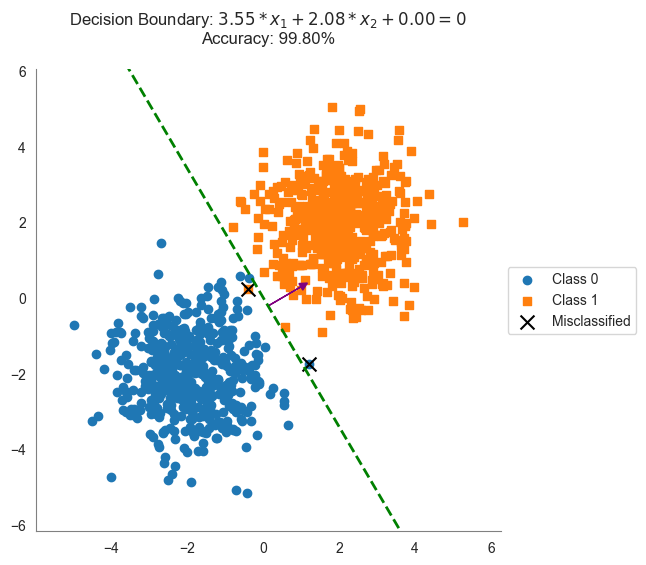 Decision Boundary: 3.55 * x₁ + 2.08 * x₂ + 0.00 = 0
Accuracy: 99.80%
6
4
2
0
−2
−4
−6
−4
−2
0
2
4
6
Class 0
Class 1
Misclassified